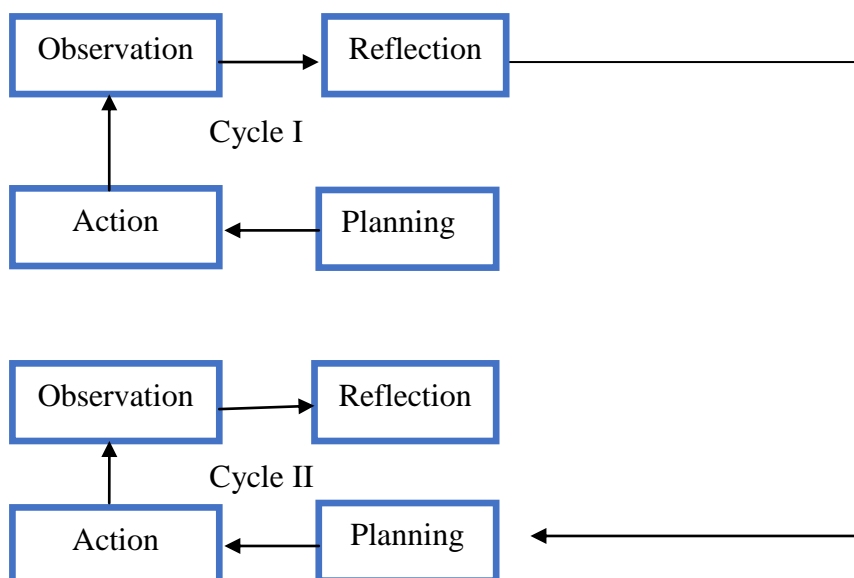 Observation
Reflection
Cycle I
Action
Planning
Observation
Reflection
Cycle II
Action
Planning